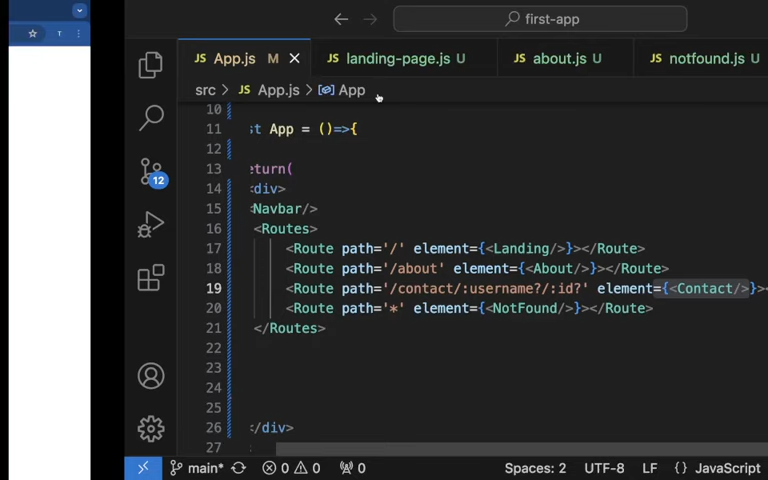 first-app
T
JS App.js M
JS landing-page.js U
JS about.js U
JS notfound.js U
src > JS App.js > App
10
11 st App = ()=>{
12
13 eturn(
14 <div>
15 <Navbar/>
16 <Routes>
17 <Route path='/' element={<Landing/>}></Route>
18 <Route path='/about' element={<About/>}></Route>
19 <Route path='/contact/:username?/:id?' element={<Contact/>}><
20 <Route path='*' element={<NotFound/>}></Route>
21 </Routes>
22
23
24
25
26 </div>
27
12
main* 0 0 0 Spaces: 2 UTF-8 LF {} JavaScript